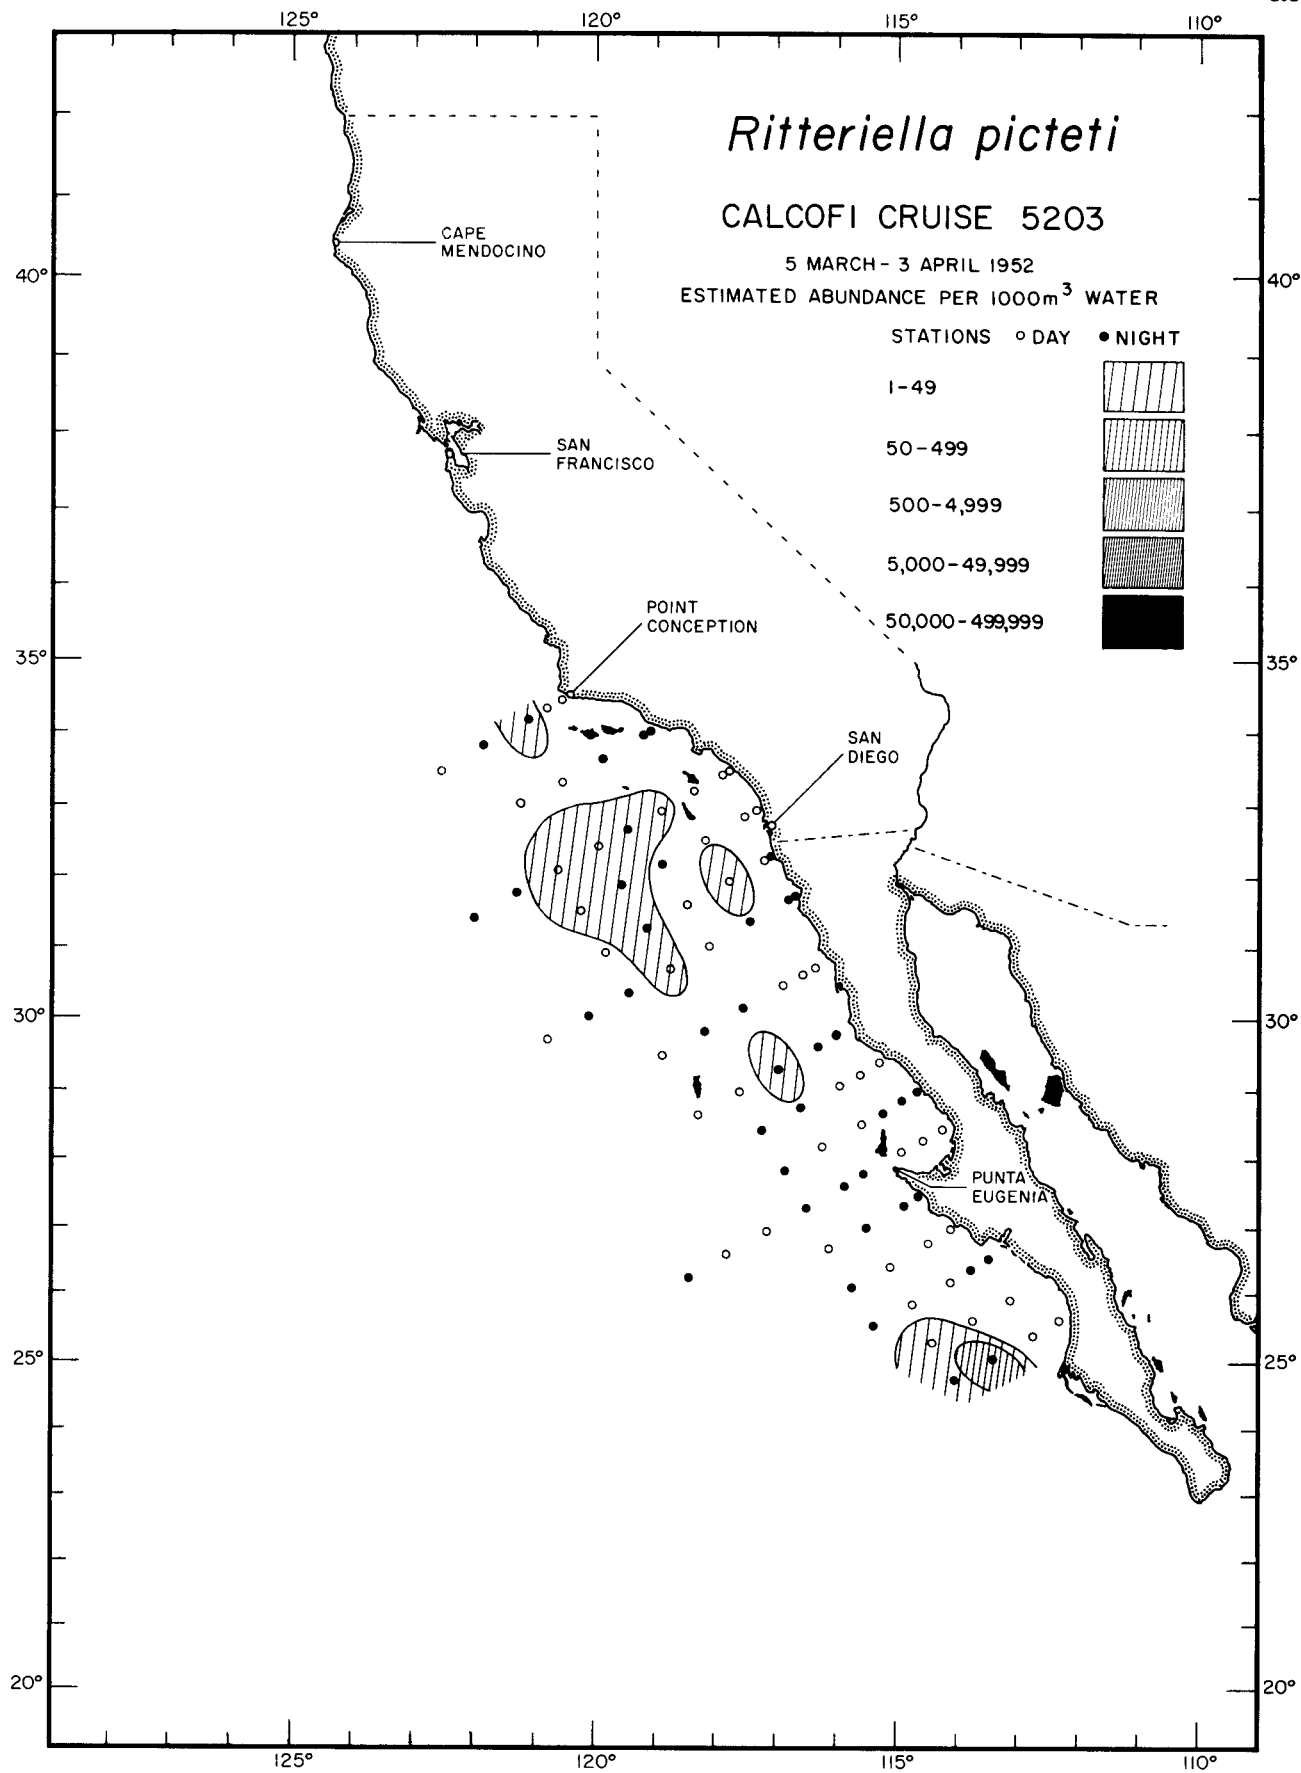 125° 120° 115° 110°
Ritteriella picteti
CALCOFI CRUISE 5203
5 MARCH - 3 APRIL 1952
ESTIMATED ABUNDANCE PER 1000m³ WATER
STATIONS ○ DAY ● NIGHT
1-49
50-499
500-4,999
5,000-49,999
50,000-499,999
CAPE
MENDOCINO
40° 40°
SAN
FRANCISCO
POINT
CONCEPTION
35° 35°
SAN
DIEGO
30° 30°
PUNTA
EUGENIA
25° 25°
20° 20°
125° 120° 115° 110°